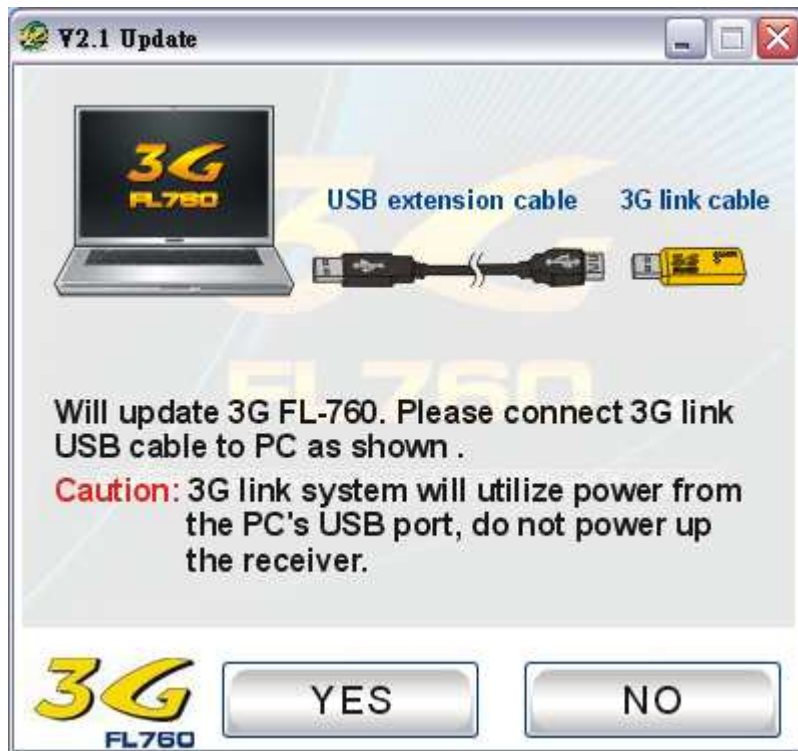 V2.1 Update
3G
FL760
USB extension cable
3G link cable
3G
FL760
Will update 3G FL-760. Please connect 3G link
USB cable to PC as shown .
Caution: 3G link system will utilize power from
the PC's USB port, do not power up
the receiver.
3G
FL760
YES
NO